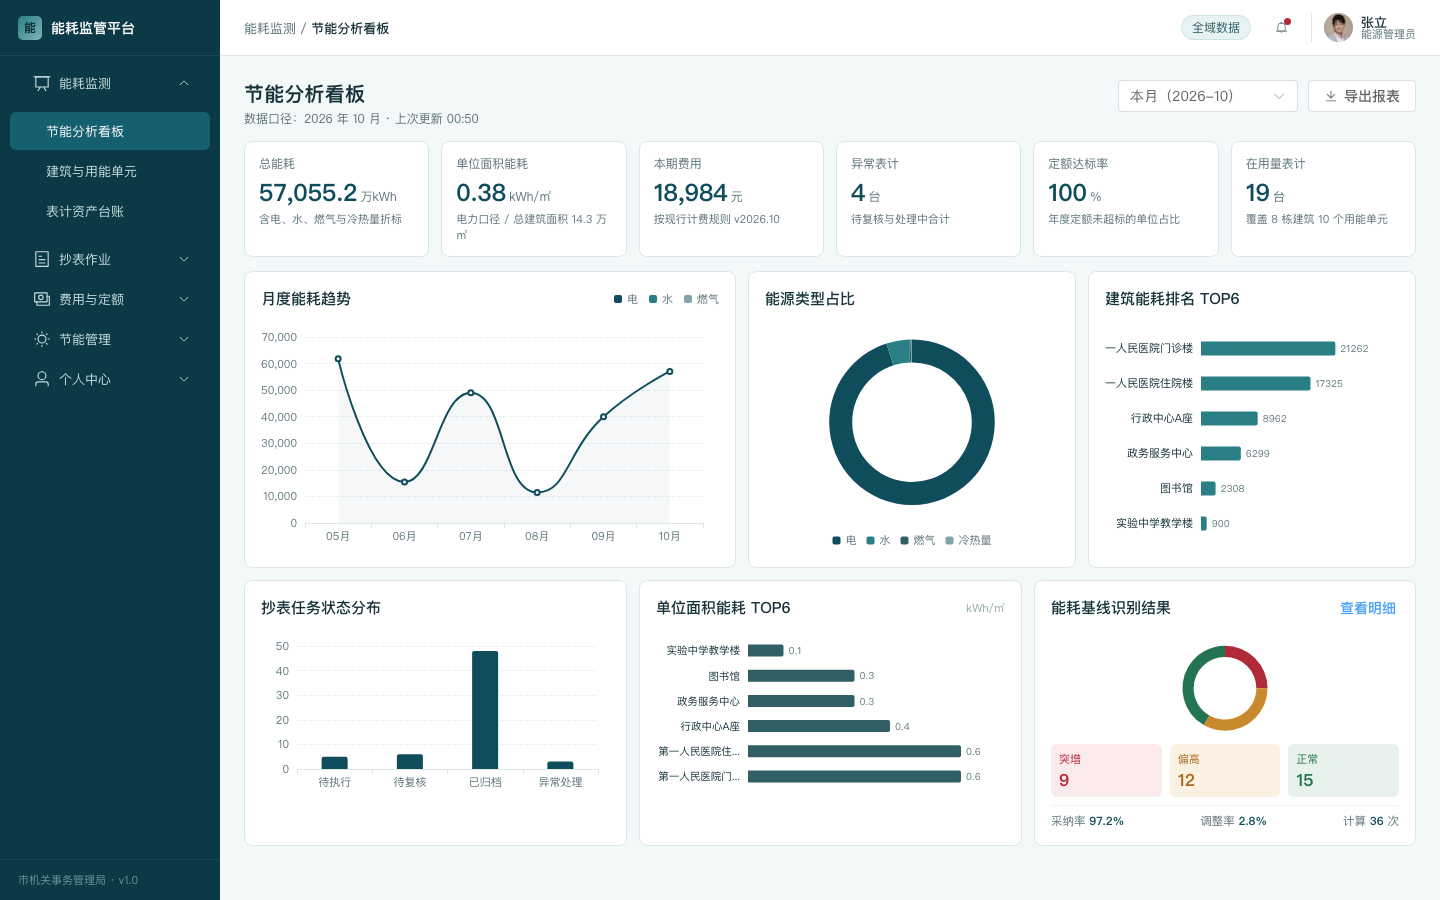 能 能耗监管平台
能耗监测
节能分析看板
建筑与用能单元
表计资产台账
抄表作业
费用与定额
节能管理
个人中心
市机关事务管理局 · v1.0
能耗监测 / 节能分析看板
全域数据
张立
能源管理员
节能分析看板
数据口径：2026 年 10 月 · 上次更新 00:50
本月（2026-10）
导出报表
总能耗
57,055.2 万kWh
含电、水、燃气与冷热量折标
单位面积能耗
0.38 kWh/㎡
电力口径 / 总建筑面积 14.3 万
㎡
本期费用
18,984 元
按现行计费规则 v2026.10
异常表计
4 台
待复核与处理中合计
定额达标率
100 %
年度定额未超标的单位占比
在用量表计
19 台
覆盖 8 栋建筑 10 个用能单元
月度能耗趋势
电 水 燃气
70,000
60,000
50,000
40,000
30,000
20,000
10,000
0
05月 06月 07月 08月 09月 10月
能源类型占比
电 水 燃气 冷热量
建筑能耗排名 TOP6
一人民医院门诊楼 21262
一人民医院住院楼 17325
行政中心A座 8962
政务服务中心 6299
图书馆 2308
实验中学教学楼 900
抄表任务状态分布
50
40
30
20
10
0
待执行 待复核 已归档 异常处理
单位面积能耗 TOP6 kWh/㎡
实验中学教学楼 0.1
图书馆 0.3
政务服务中心 0.3
行政中心A座 0.4
第一人民医院住... 0.6
第一人民医院门... 0.6
能耗基线识别结果 查看明细
突增
9
偏高
12
正常
15
采纳率 97.2% 调整率 2.8% 计算 36 次